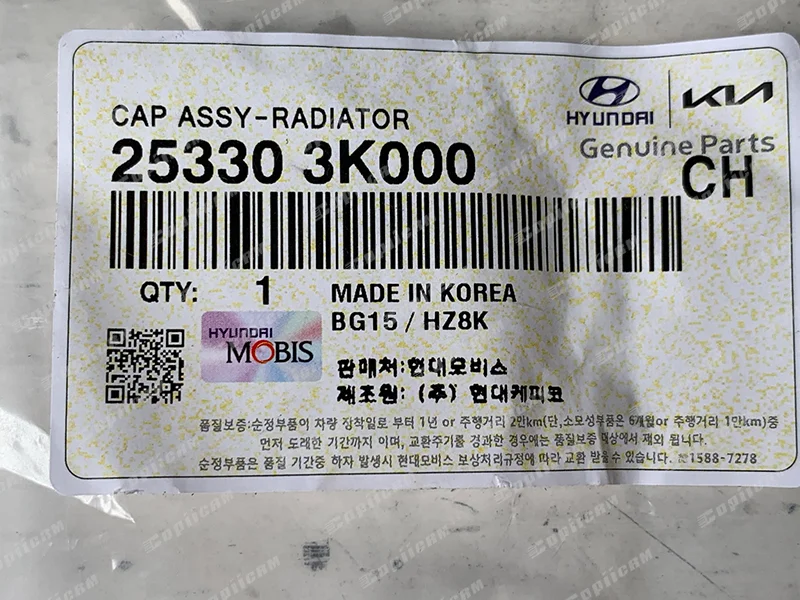 HYUNDAI KIA
Genuine Parts
CAP ASSY-RADIATOR
25330 3K000
CH
QTY: 1
MADE IN KOREA
BG15 / HZ8K
HYUNDAI
MOBIS
판매처:현대모비스
제조원: (주) 현대케피코
품질보증:순정부품이 차량 장착일로 부터 1년 or 주행거리 2만km(단,소모성부품은 6개월or 주행거리 1만km)중
먼저 도래한 기간까지 이며, 교환주기를 경과한 경우에는 품질보증 대상에서 제외 됩니다.
순정부품은 품질 기간중 하자 발생시 현대모비스 보상처리규정에 따라 교환 받을수 있습니다. ☎1588-7278
CopiiCAM